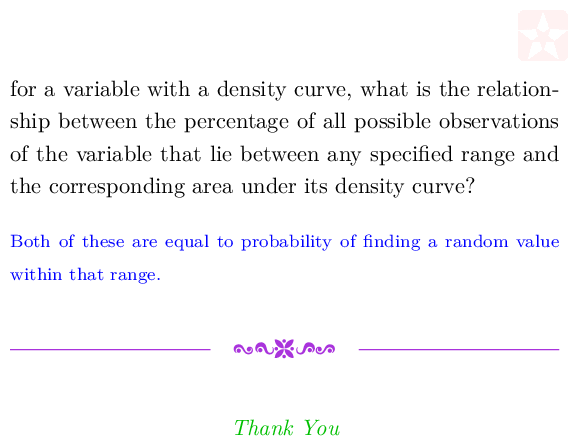 for a variable with a density curve, what is the relation-
ship between the percentage of all possible observations
of the variable that lie between any specified range and
the corresponding area under its density curve?
Both of these are equal to probability of finding a random value
within that range.
Thank You